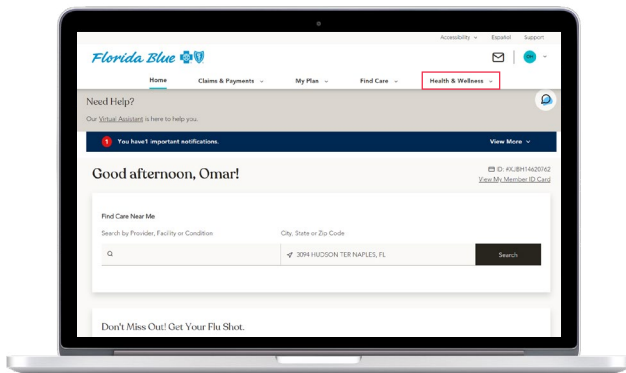 Accessibility Español Support
Florida Blue
Home Claims & Payments My Plan Find Care Health & Wellness
Need Help?
Our Virtual Assistant is here to help you.
1 You have1 important notifications. View More
Good afternoon, Omar!
ID: #XJBH14620762
View My Member ID Card
Find Care Near Me
Search by Provider, Facility or Condition City, State or Zip Code
3094 HUDSON TER NAPLES, FL Search
Don't Miss Out! Get Your Flu Shot.